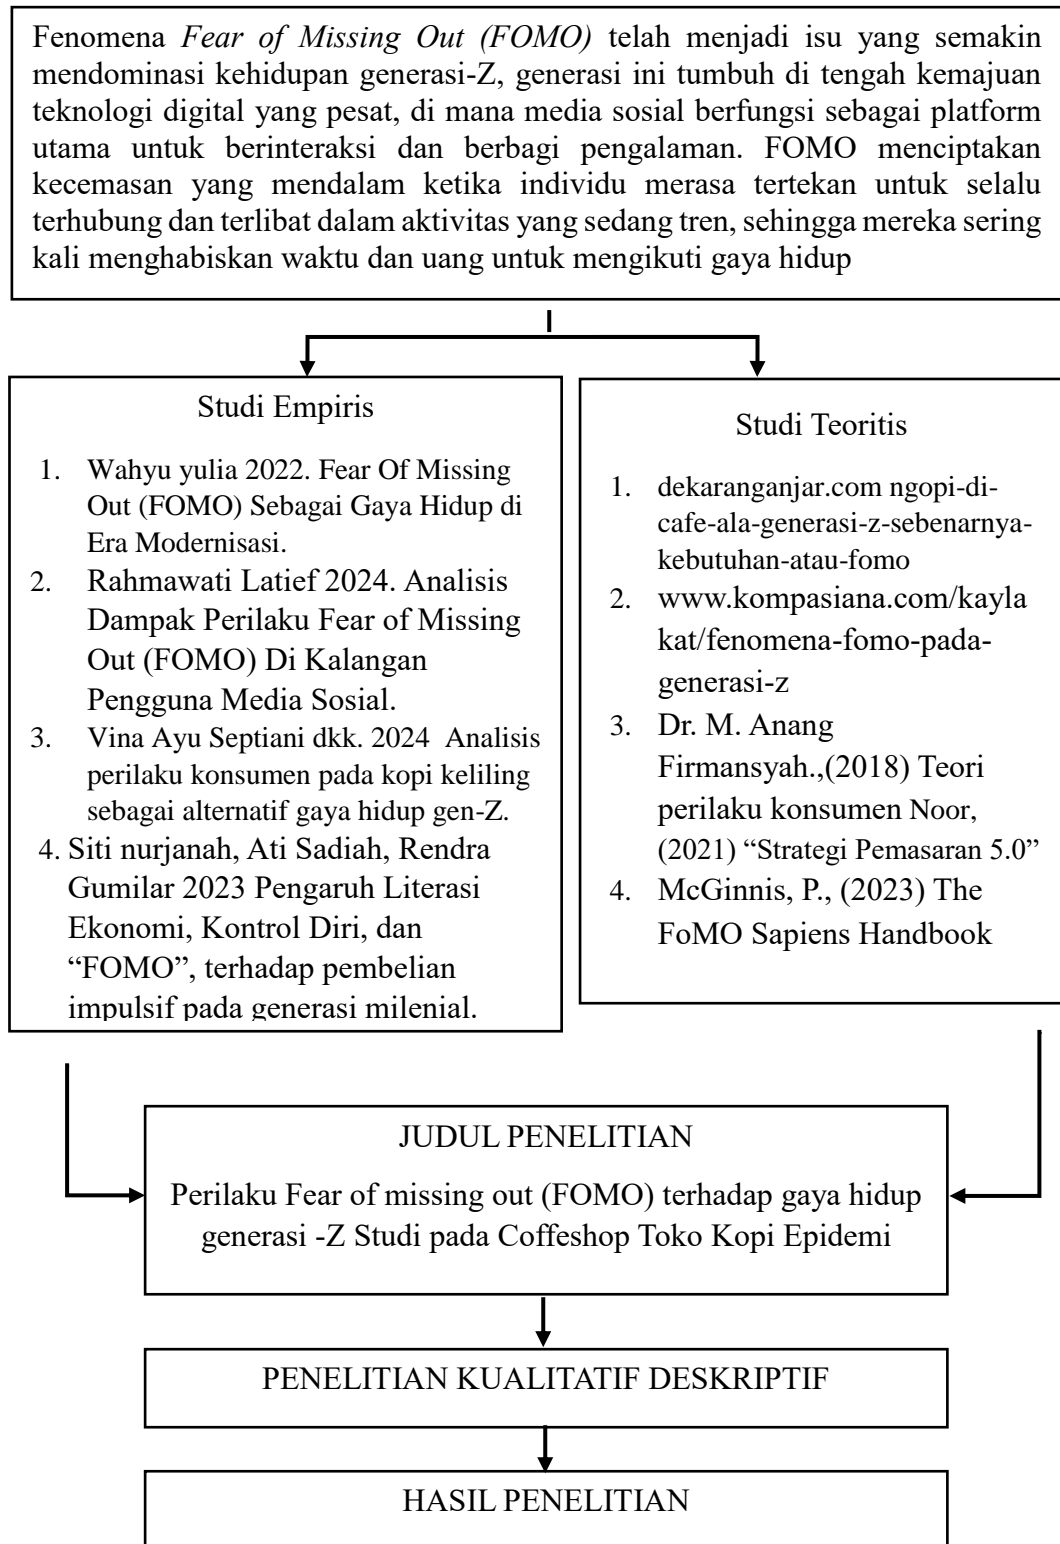 Fenomena Fear of Missing Out (FOMO) telah menjadi isu yang semakin
mendominasi kehidupan generasi-Z, generasi ini tumbuh di tengah kemajuan
teknologi digital yang pesat, di mana media sosial berfungsi sebagai platform
utama untuk berinteraksi dan berbagi pengalaman. FOMO menciptakan
kecemasan yang mendalam ketika individu merasa tertekan untuk selalu
terhubung dan terlibat dalam aktivitas yang sedang tren, sehingga mereka sering
kali menghabiskan waktu dan uang untuk mengikuti gaya hidup
Studi Empiris
1. Wahyu yulia 2022. Fear Of Missing
Out (FOMO) Sebagai Gaya Hidup di
Era Modernisasi.
2. Rahmawati Latief 2024. Analisis
Dampak Perilaku Fear of Missing
Out (FOMO) Di Kalangan
Pengguna Media Sosial.
3. Vina Ayu Septiani dkk. 2024 Analisis
perilaku konsumen pada kopi keliling
sebagai alternatif gaya hidup gen-Z.
4. Siti nurjanah, Ati Sadiah, Rendra
Gumilar 2023 Pengaruh Literasi
Ekonomi, Kontrol Diri, dan
“FOMO”, terhadap pembelian
impulsif pada generasi milenial.
Studi Teoritis
1. dekaranganjar.com ngopi-di-
cafe-ala-generasi-z-sebenarnya-
kebutuhan-atau-fomo
2. www.kompasiana.com/kayla
kat/fenomena-fomo-pada-
generasi-z
3. Dr. M. Anang
Firmansyah.,(2018) Teori
perilaku konsumen Noor,
(2021) “Strategi Pemasaran 5.0”
4. McGinnis, P., (2023) The
FoMO Sapiens Handbook
JUDUL PENELITIAN
Perilaku Fear of missing out (FOMO) terhadap gaya hidup
generasi -Z Studi pada Coffeshop Toko Kopi Epidemi
PENELITIAN KUALITATIF DESKRIPTIF
HASIL PENELITIAN